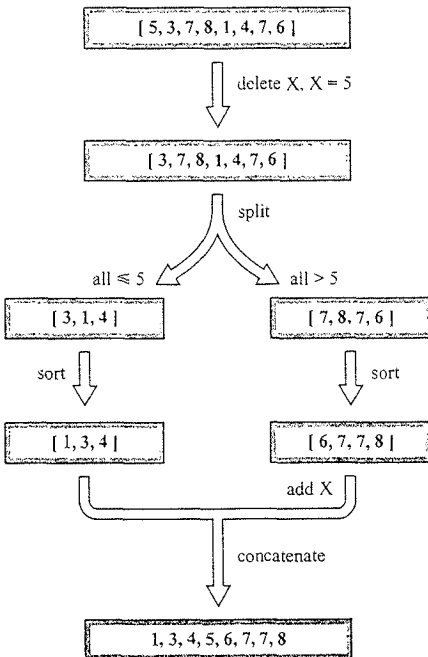 [ 5, 3, 7, 8, 1, 4, 7, 6 ]
delete X, X = 5
[ 3, 7, 8, 1, 4, 7, 6 ]
split
all ⩽ 5
all > 5
[ 3, 1, 4 ]
[ 7, 8, 7, 6 ]
sort
sort
[ 1, 3, 4 ]
[ 6, 7, 7, 8 ]
add X
concatenate
1, 3, 4, 5, 6, 7, 7, 8